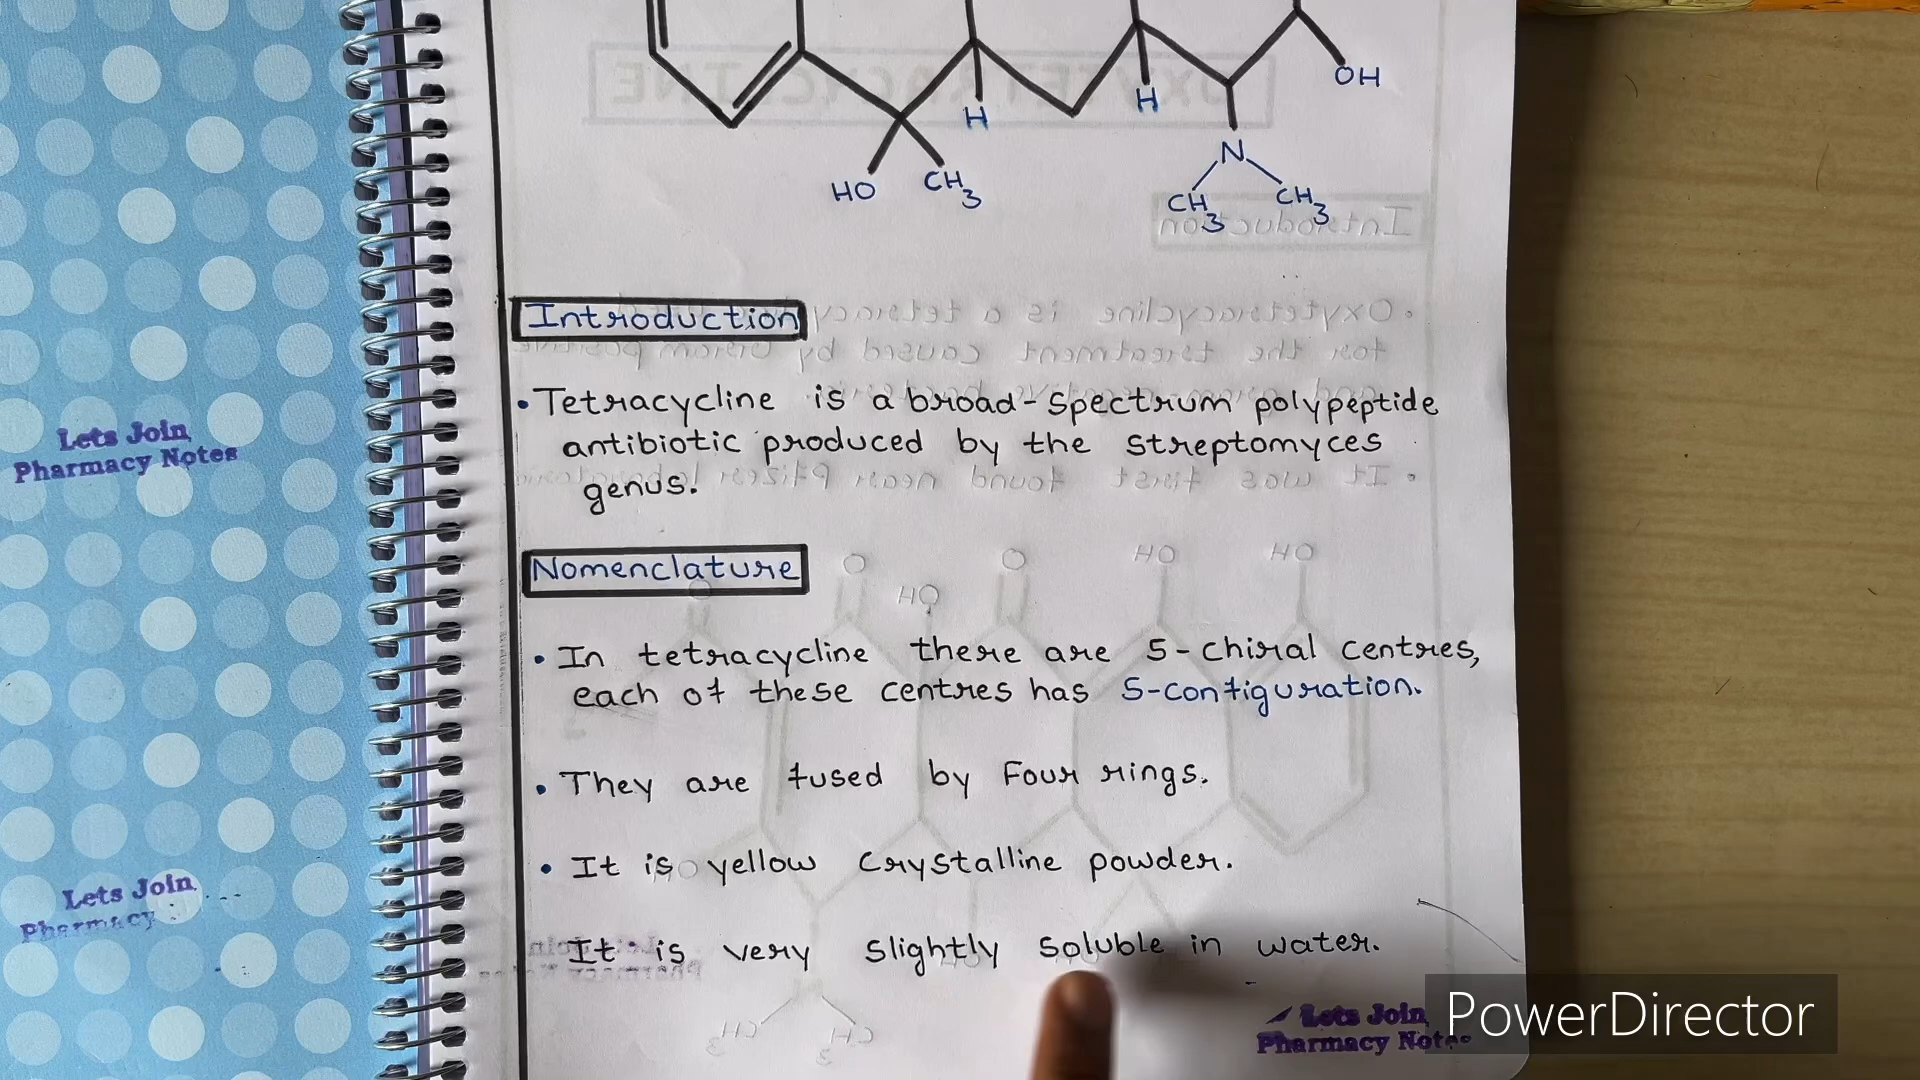 OH
H
H
N
HO
CH3
CH3
CH3
Introduction
• Tetracycline is a broad-spectrum polypeptide
antibiotic produced by the streptomyces
genus.
Nomenclature
• In tetracycline there are 5-chiral centres,
each of these centres has S-configuration.
• They are fused by Four rings.
• It is yellow crystalline powder.
It is very slightly soluble in water.
Lets Join
Pharmacy Notes
Lets Join
Pharmacy
Lets Join
Pharmacy Notes
PowerDirector